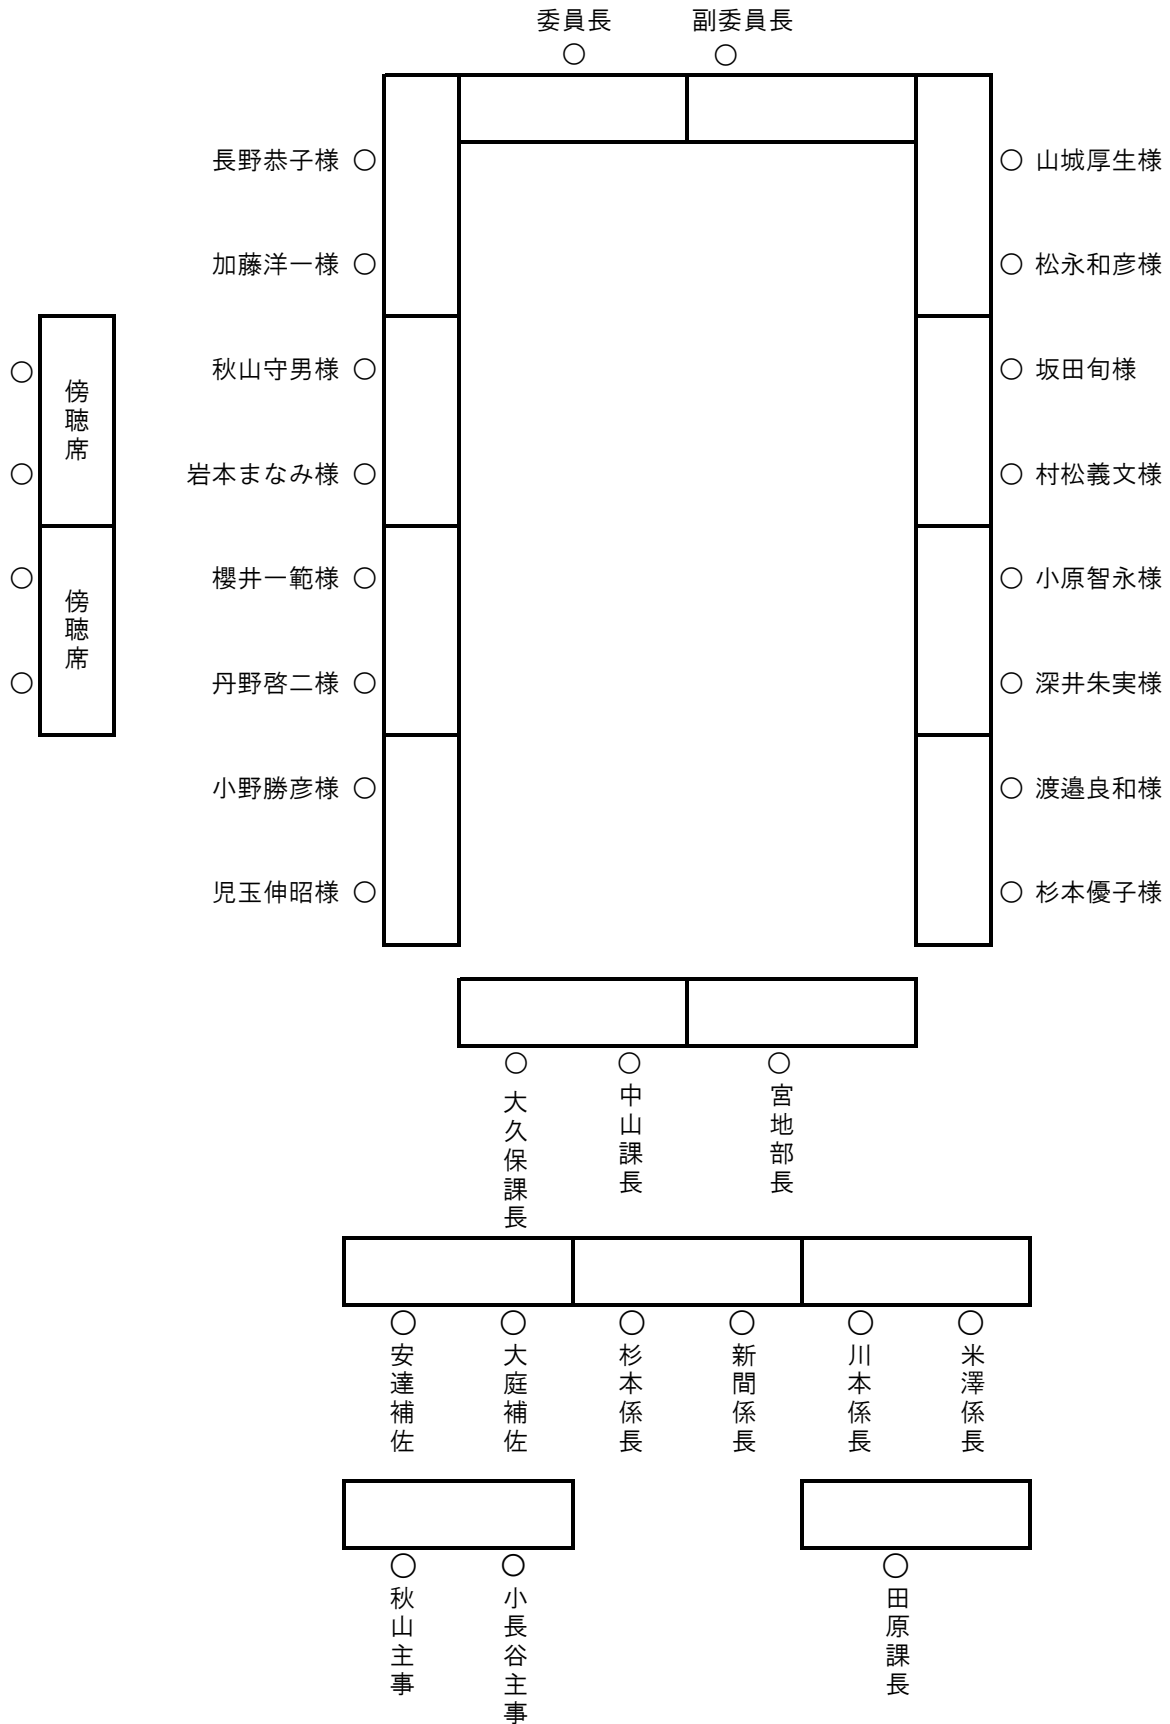 委員長
副委員長
長野恭子様
山城厚生様
加藤洋一様
松永和彦様
秋山守男様
坂田旬様
岩本まなみ様
村松義文様
櫻井一範様
小原智永様
丹野啓二様
深井朱実様
小野勝彦様
渡邉良和様
児玉伸昭様
杉本優子様
傍聴席
傍聴席
大久保課長
中山課長
宮地部長
安達補佐
大庭補佐
杉本係長
新間係長
川本係長
米澤係長
秋山主事
小長谷主事
田原課長